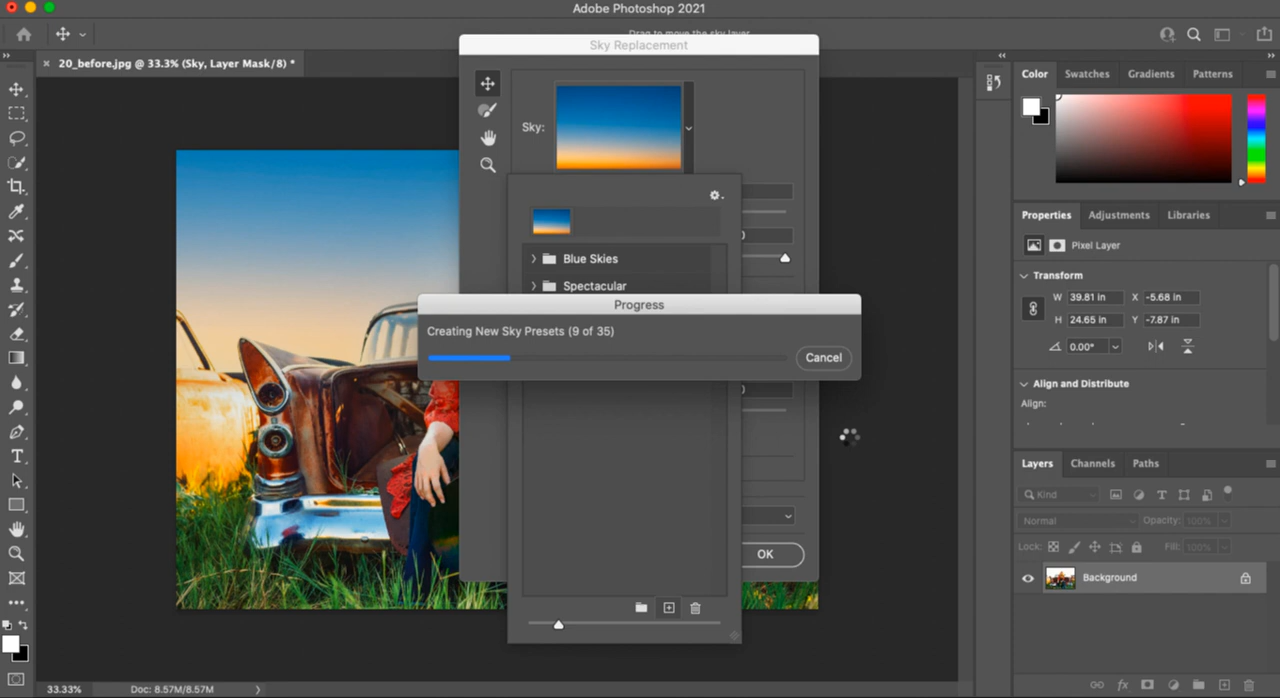 Adobe Photoshop 2021
Drag to move the sky layer
20_before.jpg @ 33.3% (Sky, Layer Mask/8) *
Sky Replacement
Sky:
Blue Skies
Spectacular
Progress
Creating New Sky Presets (9 of 35)
Cancel
OK
Color
Swatches
Gradients
Patterns
Properties
Adjustments
Libraries
Pixel Layer
Transform
W 39.81 in X -5.68 in
H 24.65 in Y -7.87 in
0.00°
Align and Distribute
Align:
Layers
Channels
Paths
Kind
Normal
Opacity: 100%
Lock:
Fill: 100%
Background
fx
33.33%
Doc: 8.57M/8.57M